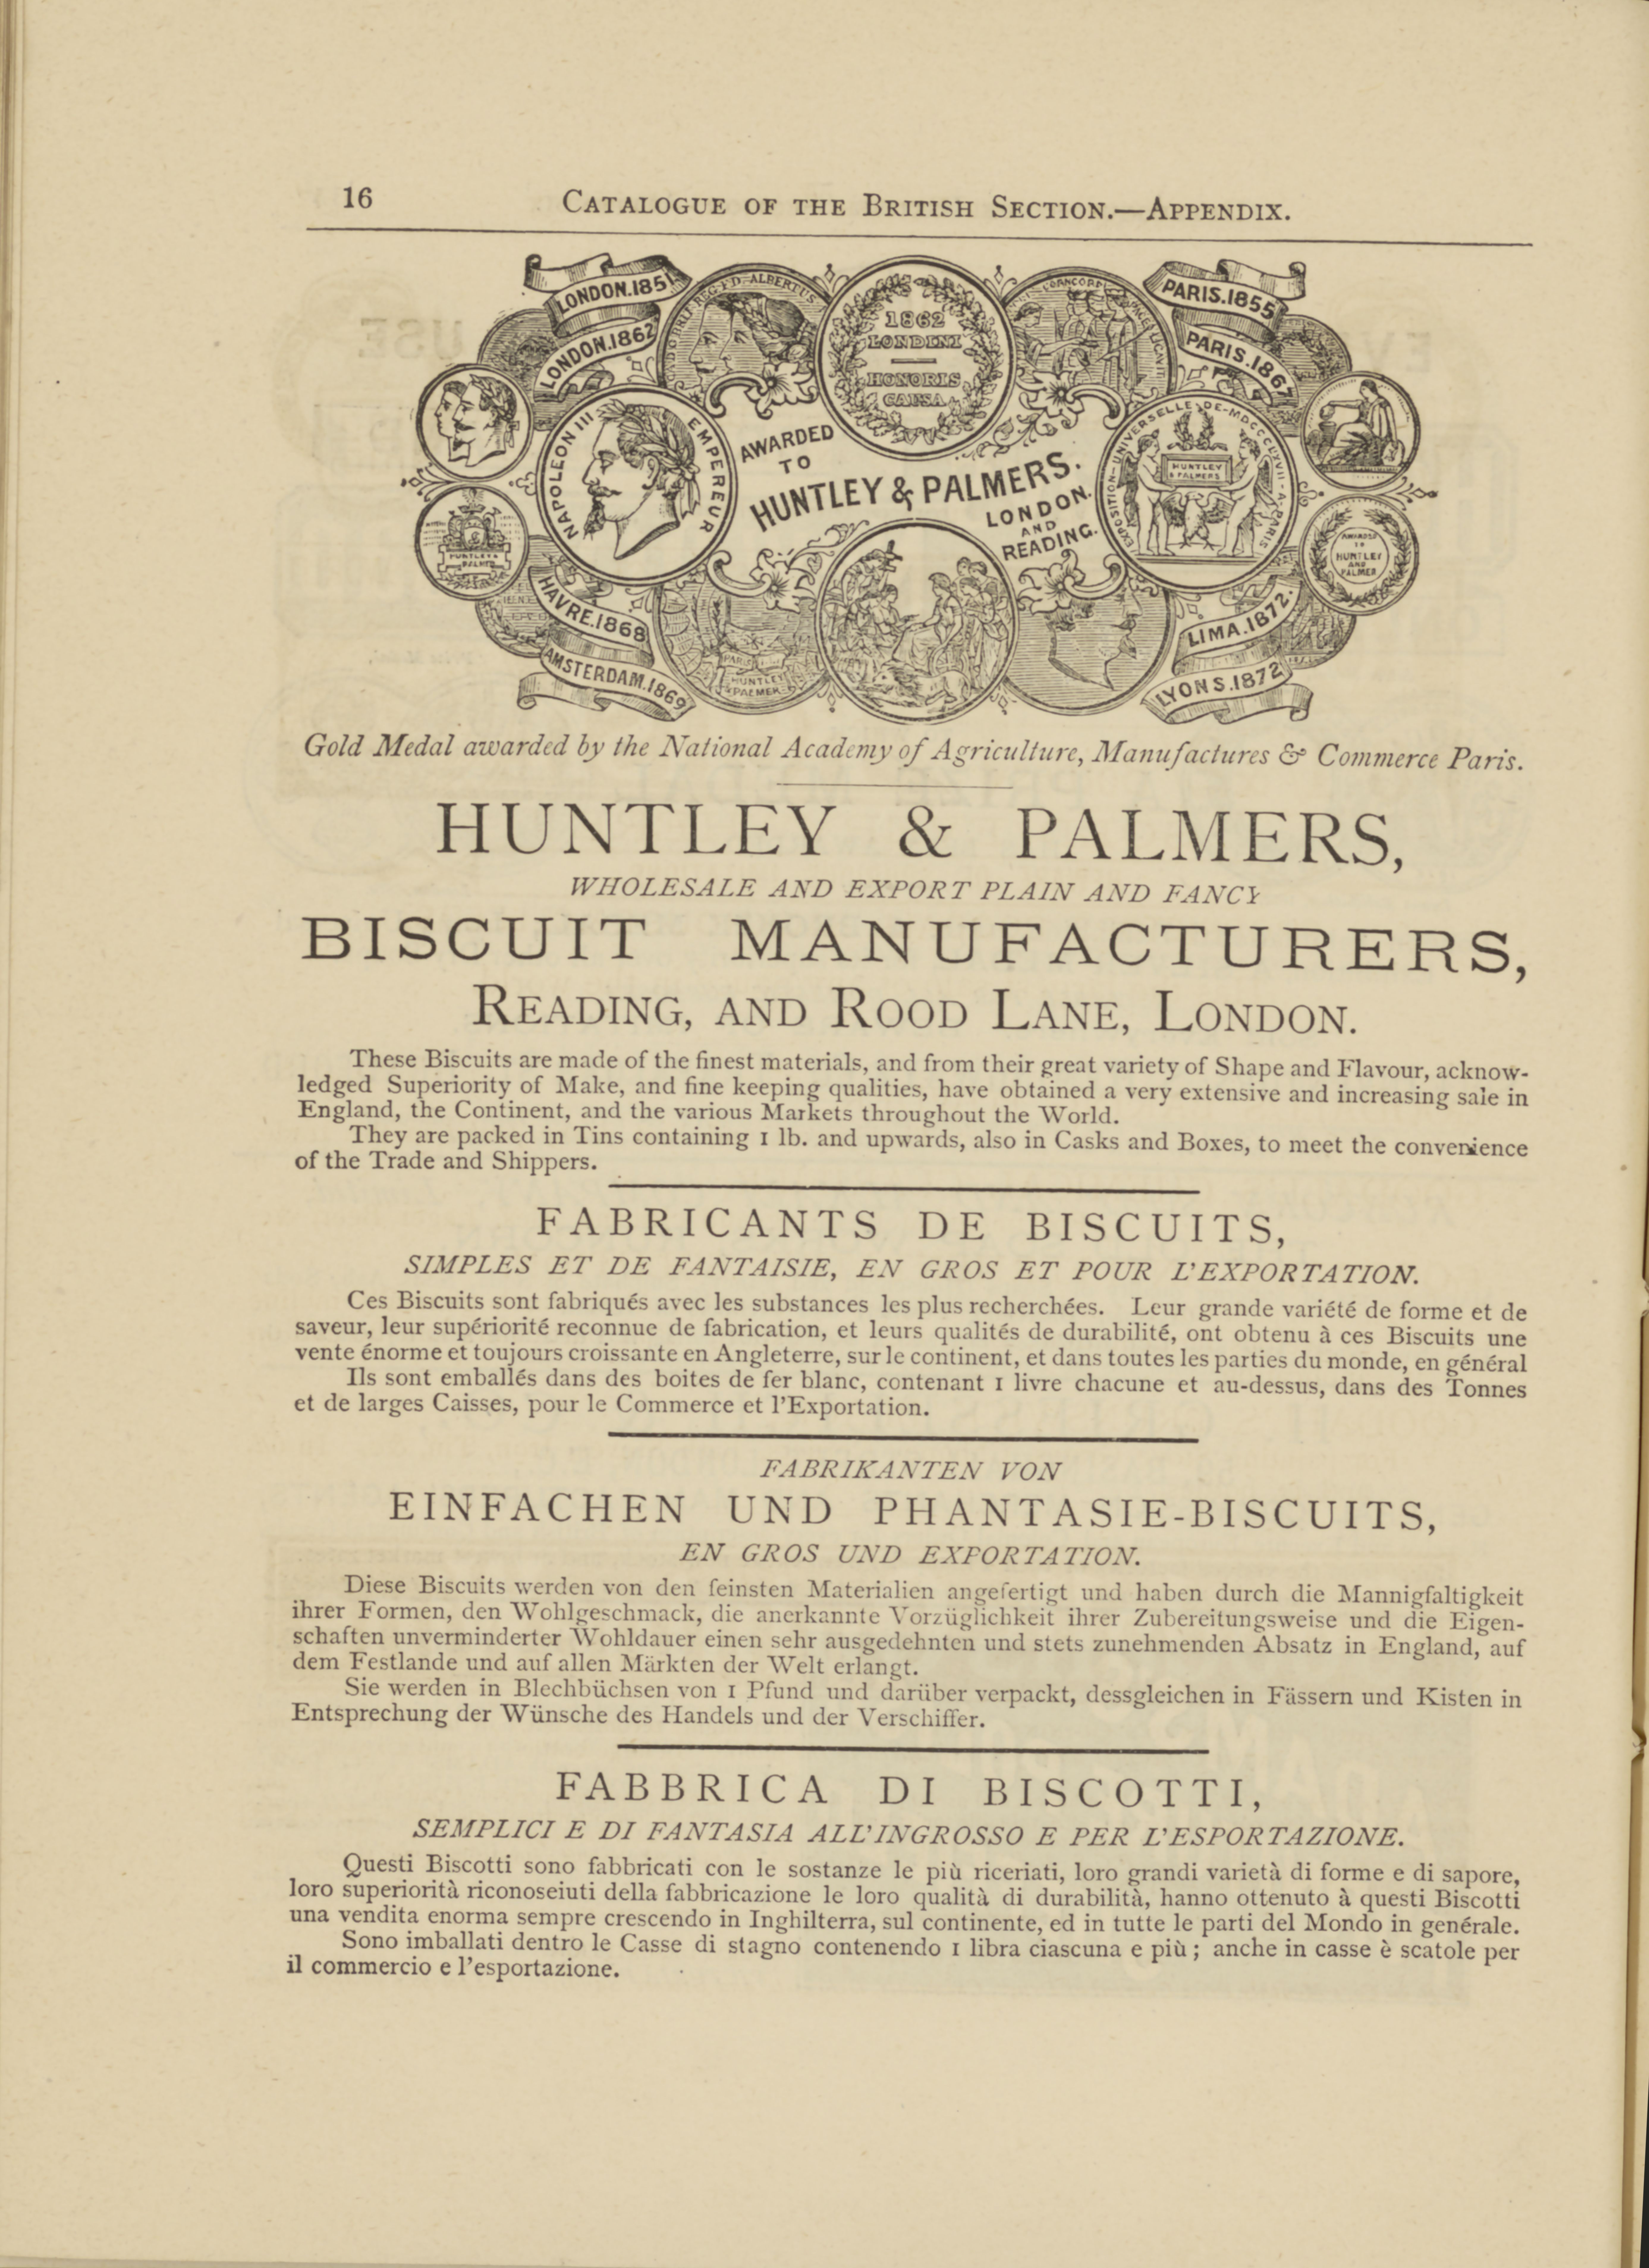 16
CATALOGUE OF THE BRITISH SECTION.—APPENDIX.
LONDON.1851
LONDON.1862
PARIS.1855
PARIS.1867
1862
LONDINI
HONORIS
CAUSA
NAPOLEON III EMPEREUR
AWARDED
TO
HUNTLEY & PALMERS.
LONDON.
AND
READING.
EXPOSITION-UNIVERSELLE-DE-MDCCCLXVII-A-PARIS
HUNTLEY
& PALMERS
AWARDED
TO
HUNTLEY
AND
PALMER
HUNTLEY &
PALMER
HUNTLEY
& PALMER
HAVRE.1868
AMSTERDAM.1869
LIMA.1872.
LYONS.1872
Gold Medal awarded by the National Academy of Agriculture, Manufactures & Commerce Paris.
HUNTLEY & PALMERS,
WHOLESALE AND EXPORT PLAIN AND FANCY
BISCUIT MANUFACTURERS,
READING, AND ROOD LANE, LONDON.
These Biscuits are made of the finest materials, and from their great variety of Shape and Flavour, acknow-
ledged Superiority of Make, and fine keeping qualities, have obtained a very extensive and increasing sale in
England, the Continent, and the various Markets throughout the World.
They are packed in Tins containing 1 lb. and upwards, also in Casks and Boxes, to meet the convenience
of the Trade and Shippers.
FABRICANTS DE BISCUITS,
SIMPLES ET DE FANTAISIE, EN GROS ET POUR L'EXPORTATION.
Ces Biscuits sont fabriqués avec les substances les plus recherchées. Leur grande variété de forme et de
saveur, leur supériorité reconnue de fabrication, et leurs qualités de durabilité, ont obtenu à ces Biscuits une
vente énorme et toujours croissante en Angleterre, sur le continent, et dans toutes les parties du monde, en général
Ils sont emballés dans des boites de fer blanc, contenant 1 livre chacune et au-dessus, dans des Tonnes
et de larges Caisses, pour le Commerce et l'Exportation.
FABRIKANTEN VON
EINFACHEN UND PHANTASIE-BISCUITS,
EN GROS UND EXPORTATION.
Diese Biscuits werden von den feinsten Materialien angefertigt und haben durch die Mannigfaltigkeit
ihrer Formen, den Wohlgeschmack, die anerkannte Vorzüglichkeit ihrer Zubereitungsweise und die Eigen-
schaften unverminderter Wohldauer einen sehr ausgedehnten und stets zunehmenden Absatz in England, auf
dem Festlande und auf allen Märkten der Welt erlangt.
Sie werden in Blechbüchsen von 1 Pfund und darüber verpackt, dessgleichen in Fässern und Kisten in
Entsprechung der Wünsche des Handels und der Verschiffer.
FABBRICA DI BISCOTTI,
SEMPLICI E DI FANTASIA ALL'INGROSSO E PER L'ESPORTAZIONE.
Questi Biscotti sono fabbricati con le sostanze le più riceriati, loro grandi varietà di forme e di sapore,
loro superiorità riconoseiuti della fabbricazione le loro qualità di durabilità, hanno ottenuto à questi Biscotti
una vendita enorma sempre crescendo in Inghilterra, sul continente, ed in tutte le parti del Mondo in genérale.
Sono imballati dentro le Casse di stagno contenendo 1 libra ciascuna e più ; anche in casse è scatole per
il commercio e l'esportazione.